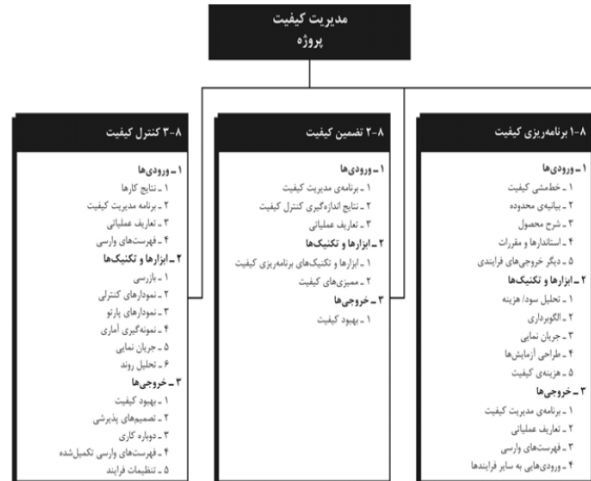 مدیریت کیفیت
پروژه
۸-۱ برنامه‌ریزی کیفیت
۱ ـ ورودی‌ها
۱ ـ خط‌مشی کیفیت
۲ ـ بیانیه‌ی محدوده
۳ ـ شرح محصول
۴ ـ استانداردها و مقررات
۵ ـ دیگر خروجی‌های فرایندی
۲ ـ ابزارها و تکنیک‌ها
۱ ـ تحلیل سود/ هزینه
۲ ـ الگوبرداری
۳ ـ جریان نمایی
۴ ـ طراحی آزمایش‌ها
۵ ـ هزینه‌ی کیفیت
۳ ـ خروجی‌ها
۱ ـ برنامه‌ی مدیریت کیفیت
۲ ـ تعاریف عملیاتی
۳ ـ فهرست‌های وارسی
۴ ـ ورودی‌هایی به سایر فرایندها
۸-۲ تضمین کیفیت
۱ ـ ورودی‌ها
۱ ـ برنامه‌ی مدیریت کیفیت
۲ ـ نتایج اندازه‌گیری کنترل کیفیت
۳ ـ تعاریف عملیاتی
۲ ـ ابزارها و تکنیک‌ها
۱ ـ ابزارها و تکنیک‌های برنامه‌ریزی کیفیت
۲ ـ ممیزی‌های کیفیت
۳ ـ خروجی‌ها
۱ ـ بهبود کیفیت
۸-۳ کنترل کیفیت
۱ ـ ورودی‌ها
۱ ـ نتایج کارها
۲ ـ برنامه مدیریت کیفیت
۳ ـ تعاریف عملیاتی
۴ ـ فهرست‌های وارسی
۲ ـ ابزارها و تکنیک‌ها
۱ ـ بازرسی
۲ ـ نمودارهای کنترلی
۳ ـ نمودارهای پارتو
۴ ـ نمونه‌گیری آماری
۵ ـ جریان نمایی
۶ ـ تحلیل روند
۳ ـ خروجی‌ها
۱ ـ بهبود کیفیت
۲ ـ تصمیم‌های پذیرشی
۳ ـ دوباره کاری
۴ ـ فهرست‌های وارسی تکمیل‌شده
۵ ـ تنظیمات فرایند